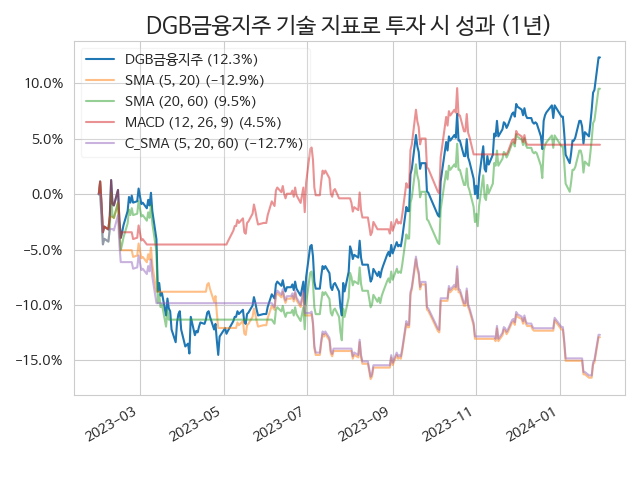 DGB금융지주 기술 지표로 투자 시 성과 (1년)
DGB금융지주 (12.3%)
SMA (5, 20) (−12.9%)
SMA (20, 60) (9.5%)
MACD (12, 26, 9) (4.5%)
C_SMA (5, 20, 60) (−12.7%)
10.0%
5.0%
0.0%
−5.0%
−10.0%
−15.0%
2023−03
2023−05
2023−07
2023−09
2023−11
2024−01